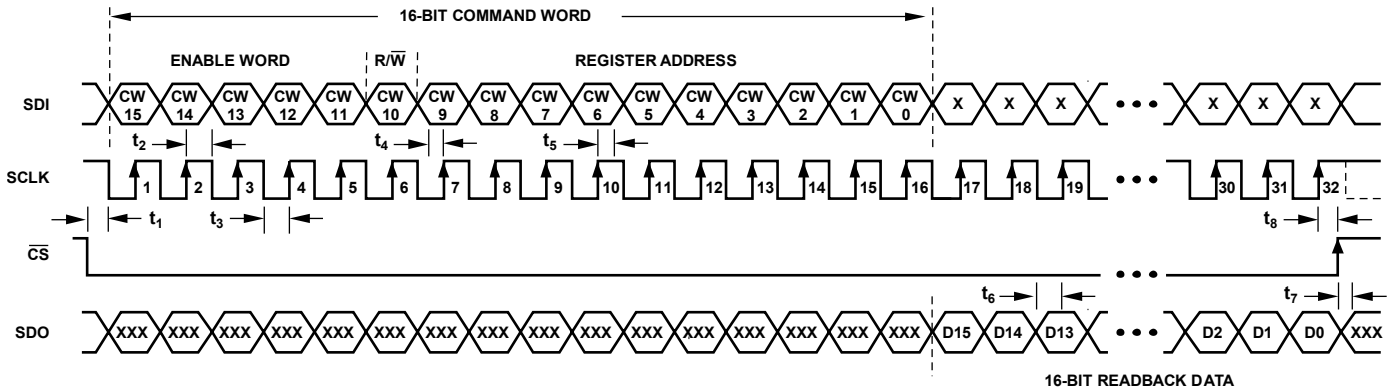 16-BIT COMMAND WORD
ENABLE WORD R/W̅ REGISTER ADDRESS
SDI CW 15 CW 14 CW 13 CW 12 CW 11 CW 10 CW 9 CW 8 CW 7 CW 6 CW 5 CW 4 CW 3 CW 2 CW 1 CW 0 X X X X X X
t2 t4 t5
SCLK 1 2 3 4 5 6 7 8 9 10 11 12 13 14 15 16 17 18 19 30 31 32
t1 t3 t8
C̅S̅
t6 t7
SDO XXX XXX XXX XXX XXX XXX XXX XXX XXX XXX XXX XXX XXX XXX XXX XXX D15 D14 D13 D2 D1 D0 XXX
16-BIT READBACK DATA